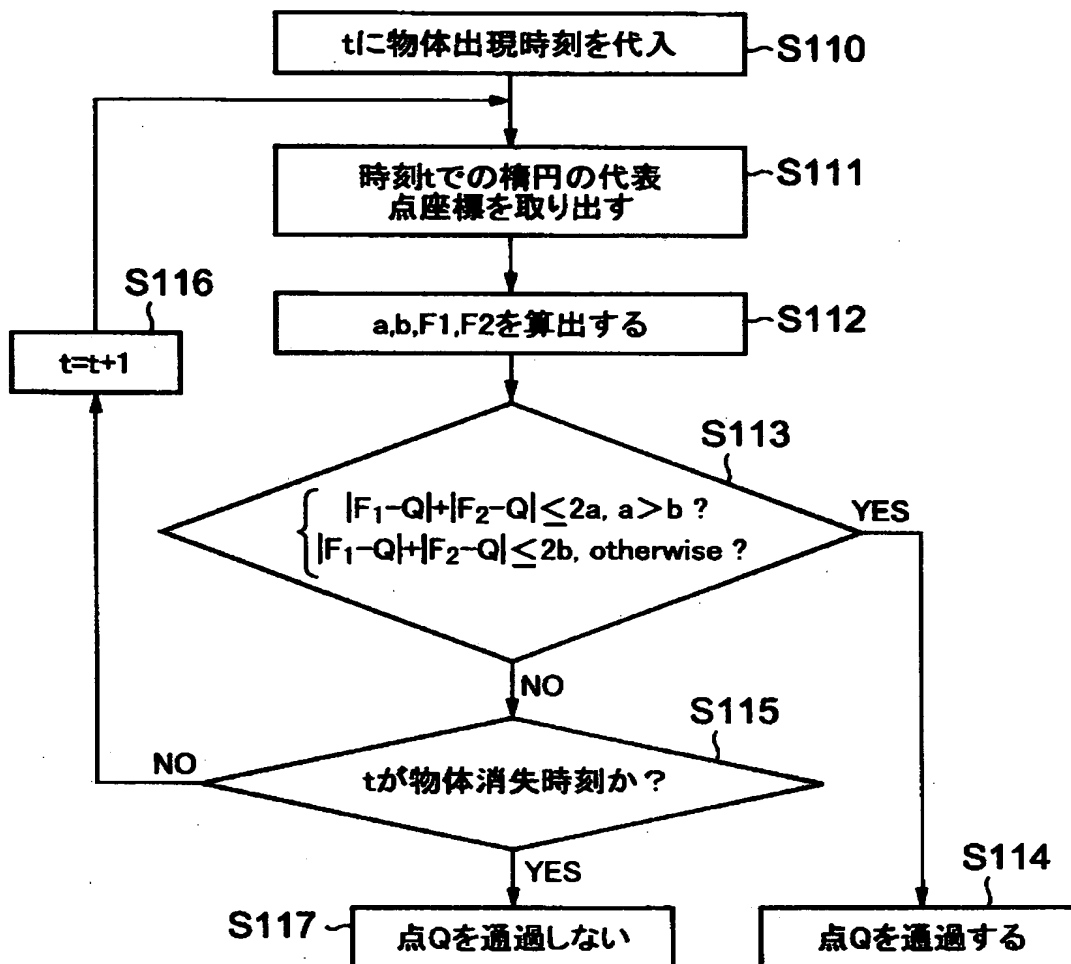 tに物体出現時刻を代入
S110
時刻tでの楕円の代表
点座標を取り出す
S111
S116
t=t+1
a,b,F1,F2を算出する
S112
S113
|F₁-Q|+|F₂-Q|≦2a, a>b ?
|F₁-Q|+|F₂-Q|≦2b, otherwise ?
YES
NO
S115
NO
tが物体消失時刻か？
YES
S114
S117
点Qを通過しない
点Qを通過する